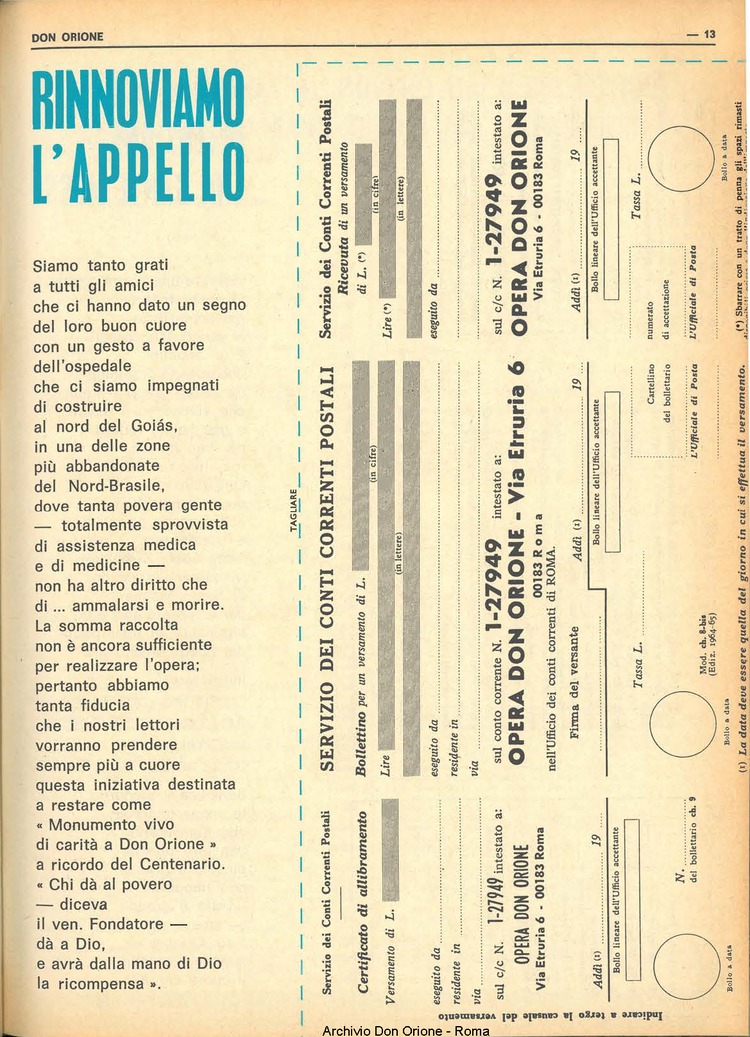 DON ORIONE
— 13
RINNOVIAMO
L'APPELLO
Siamo tanto grati
a tutti gli amici
che ci hanno dato un segno
del loro buon cuore
con un gesto a favore
dell'ospedale
che ci siamo impegnati
di costruire
al nord del Goiás,
in una delle zone
più abbandonate
del Nord-Brasile,
dove tanta povera gente
— totalmente sprovvista
di assistenza medica
e di medicine —
non ha altro diritto che
di ... ammalarsi e morire.
La somma raccolta
non è ancora sufficiente
per realizzare l'opera;
pertanto abbiamo
tanta fiducia
che i nostri lettori
vorranno prendere
sempre più a cuore
questa iniziativa destinata
a restare come
« Monumento vivo
di carità a Don Orione »
a ricordo del Centenario.
« Chi dà al povero
— diceva
il ven. Fondatore —
dà a Dio,
e avrà dalla mano di Dio
la ricompensa ».
TAGLIARE
Servizio dei Conti Correnti Postali
Certificato di allibramento
Versamento di L.
eseguito da
residente in
via
sul c/c N. 1-27949 intestato a:
OPERA DON ORIONE
Via Etruria 6 - 00183 Roma
Addì (1) 19
Bollo lineare dell'Ufficio accettante
N.
del bollettario ch. 9
Bollo a data
Indicare a tergo la causale del versamento
SERVIZIO DEI CONTI CORRENTI POSTALI
Bollettino per un versamento di L.
(in cifre)
Lire
(in lettere)
eseguito da
residente in
via
sul conto corrente N. 1-27949 intestato a:
OPERA DON ORIONE - Via Etruria 6
00183 Roma
nell'Ufficio dei conti correnti di ROMA.
Firma del versante
Addì (1) 19
Bollo lineare dell'Ufficio accettante
Tassa L.
Cartellino
del bollettario
L'Ufficiale di Posta
Mod. ch. 8-bis
(Ediz. 1964-65)
Bollo a data
(1) La data deve essere quella del giorno in cui si effettua il versamento.
Servizio dei Conti Correnti Postali
Ricevuta di un versamento
di L. (*)
(in cifre)
Lire (*)
(in lettere)
eseguito da
sul c/c N. 1-27949 intestato a:
OPERA DON ORIONE
Via Etruria 6 - 00183 Roma
Addì (1) 19
Bollo lineare dell'Ufficio accettante
Tassa L.
numerato
di accettazione
L'Ufficiale di Posta
Bollo a data
(*) Sbarrare con un tratto di penna gli spazi rimasti
Archivio Don Orione - Roma